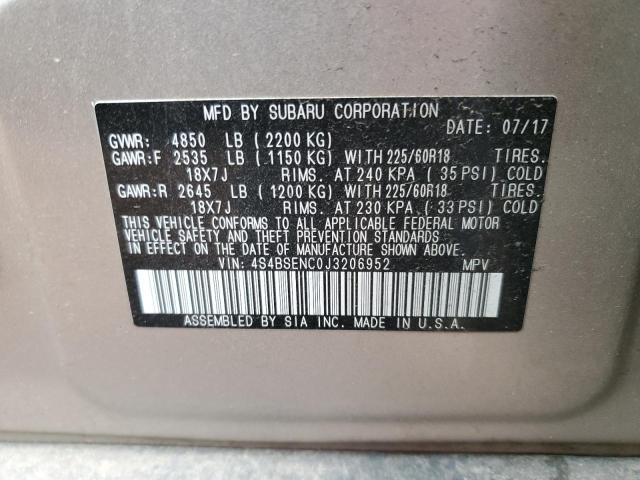 MFD BY SUBARU CORPORATION
DATE: 07/17
GVWR: 4850 LB (2200 KG)
GAWR:F 2535 LB (1150 KG) WITH 225/60R18 TIRES.
18X7J RIMS. AT 240 KPA (35 PSI) COLD
GAWR:R 2645 LB (1200 KG) WITH 225/60R18 TIRES.
18X7J RIMS. AT 230 KPA (33 PSI) COLD
THIS VEHICLE CONFORMS TO ALL APPLICABLE FEDERAL MOTOR
VEHICLE SAFETY AND THEFT PREVENTION STANDARDS
IN EFFECT ON THE DATE OF MANUFACTURE SHOWN ABOVE.
VIN: 4S4BSENC0J3206952 MPV
ASSEMBLED BY SIA INC. MADE IN U.S.A.